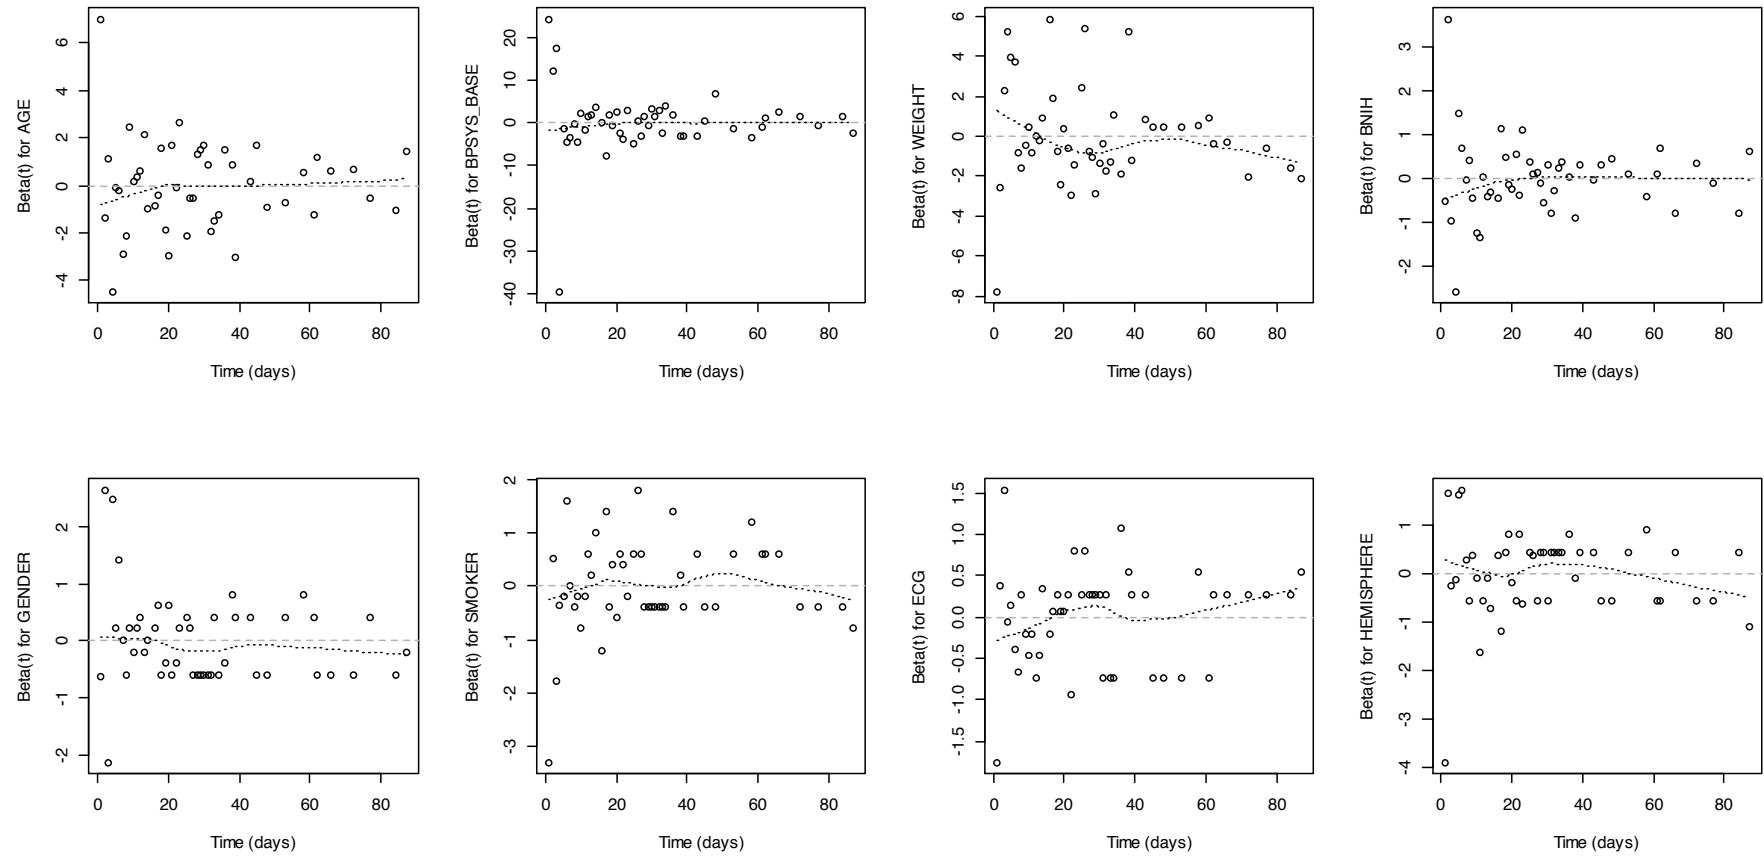 Beta(t) for AGE
6
4
2
0
-2
-4
0 20 40 60 80
Time (days)
Beta(t) for BPSYS_BASE
20
10
0
-10
-20
-30
-40
0 20 40 60 80
Time (days)
Beta(t) for WEIGHT
6
4
2
0
-2
-4
-6
-8
0 20 40 60 80
Time (days)
Beta(t) for BNIH
3
2
1
0
-1
-2
0 20 40 60 80
Time (days)
Beta(t) for GENDER
2
1
0
-1
-2
0 20 40 60 80
Time (days)
Beta(t) for SMOKER
2
1
0
-1
-2
-3
0 20 40 60 80
Time (days)
Beta(t) for ECG
1.5
1.0
0.5
0.0
-0.5
-1.0
-1.5
0 20 40 60 80
Time (days)
Beta(t) for HEMISPHERE
1
0
-1
-2
-3
-4
0 20 40 60 80
Time (days)